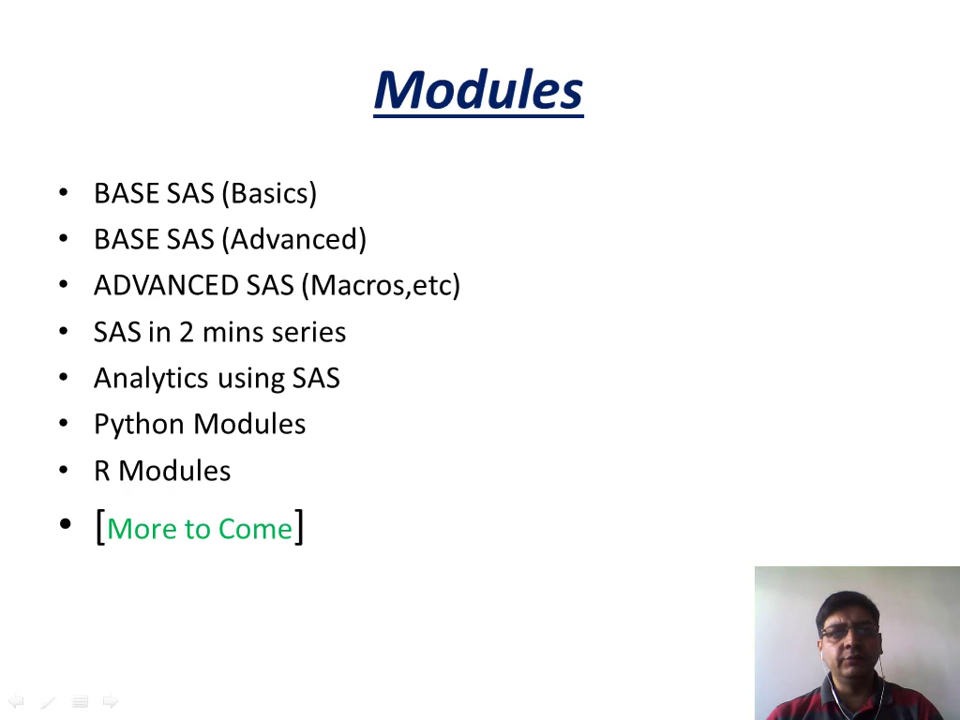 Modules
• BASE SAS (Basics)
• BASE SAS (Advanced)
• ADVANCED SAS (Macros,etc)
• SAS in 2 mins series
• Analytics using SAS
• Python Modules
• R Modules
• [More to Come]